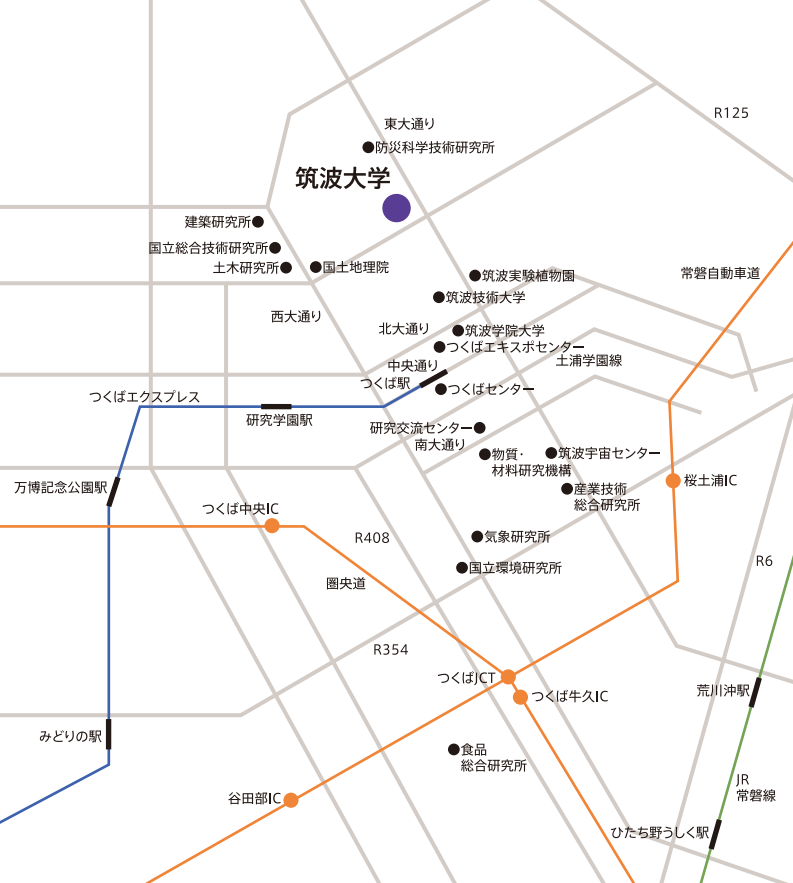 R125
東大通り
防災科学技術研究所
筑波大学
建築研究所
国立総合技術研究所
土木研究所
国土地理院
筑波実験植物園
常磐自動車道
筑波技術大学
西大通り
北大通り
筑波学院大学
つくばエキスポセンター
中央通り
土浦学園線
つくば駅
つくばセンター
つくばエクスプレス
研究学園駅
研究交流センター
南大通り
物質・
材料研究機構
筑波宇宙センター
万博記念公園駅
産業技術
総合研究所
桜土浦IC
つくば中央IC
R408
気象研究所
R6
国立環境研究所
圏央道
R354
つくばJCT
つくば牛久IC
荒川沖駅
みどりの駅
食品
総合研究所
JR
常磐線
谷田部IC
ひたち野うしく駅